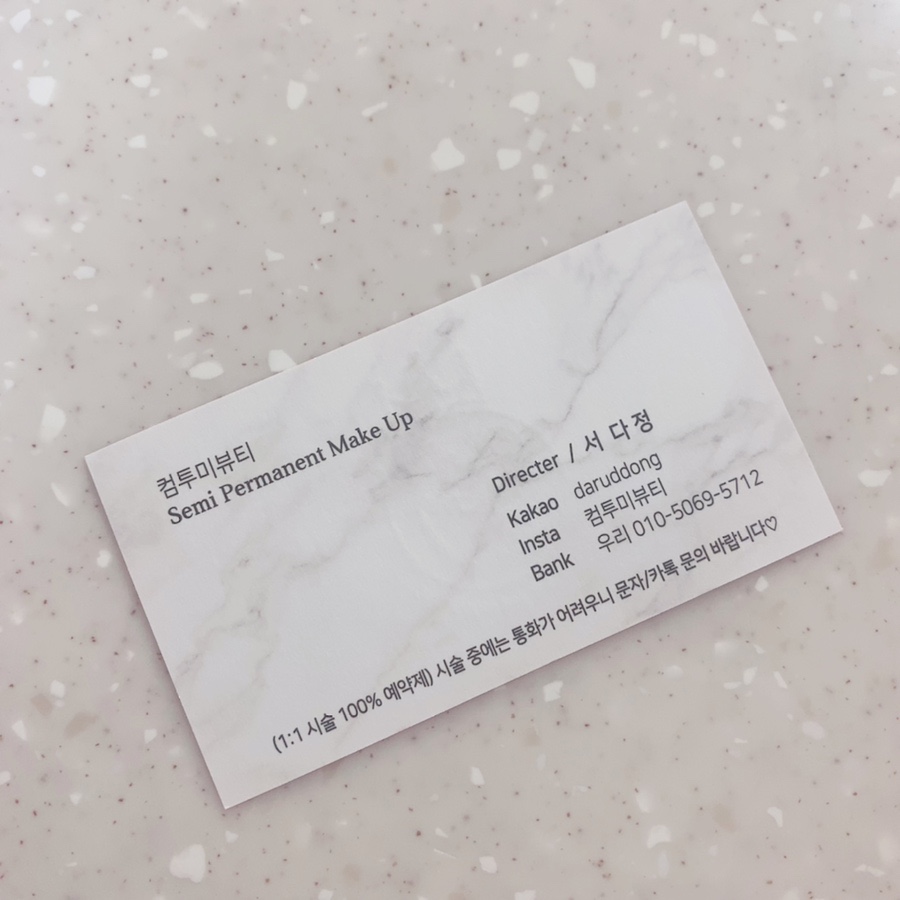 컴투미뷰티
Semi Permanent Make Up
Directer / 서 다 정
Kakao daruddong
Insta 컴투미뷰티
Bank 우리 010-5069-5712
(1:1 시술 100% 예약제) 시술 중에는 통화가 어려우니 문자/카톡 문의 바랍니다♡